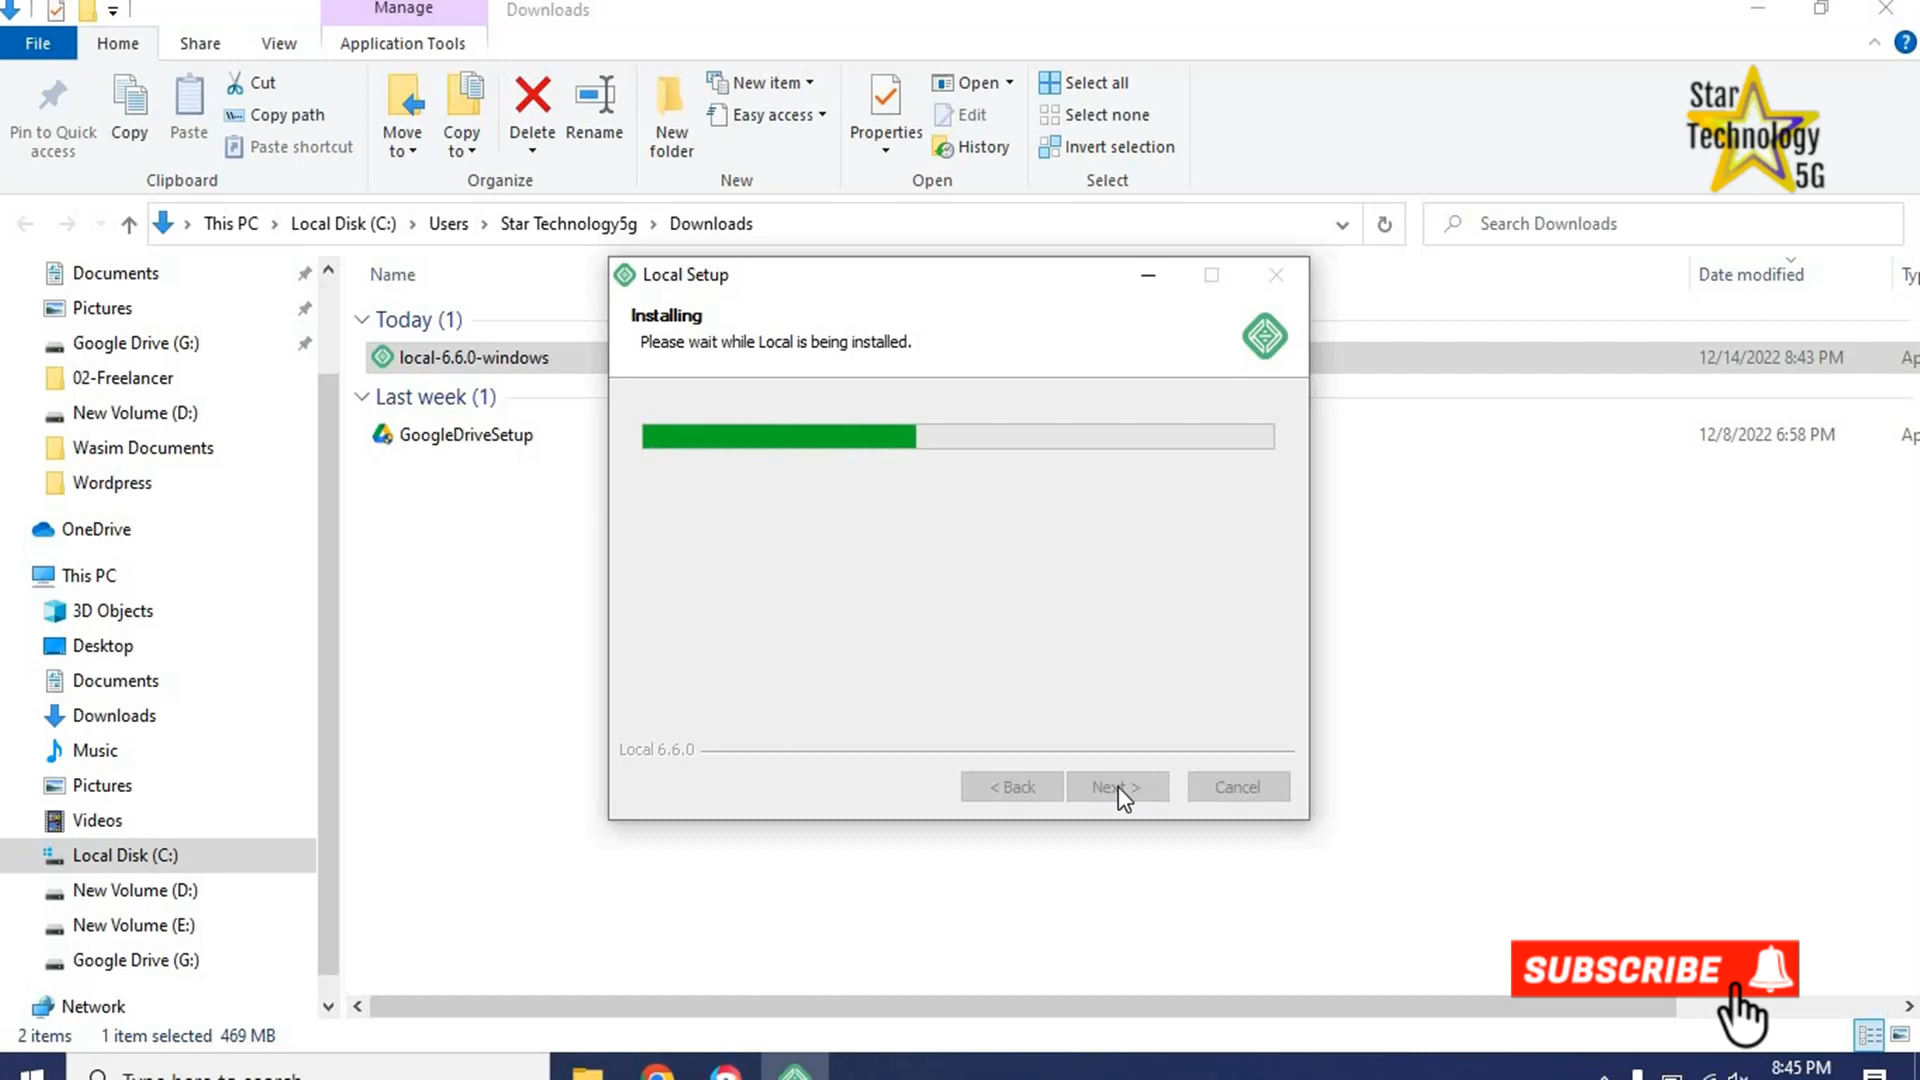 Manage
Downloads
File
Home
Share
View
Application Tools
Pin to Quick access
Copy
Paste
Cut
Copy path
Paste shortcut
Clipboard
Move to
Copy to
Delete
Rename
Organize
New folder
New item
Easy access
New
Properties
Open
Edit
History
Open
Select all
Select none
Invert selection
Select
Star
Technology
5G
This PC > Local Disk (C:) > Users > Star Technology5g > Downloads
Search Downloads
Documents
Pictures
Google Drive (G:)
02-Freelancer
New Volume (D:)
Wasim Documents
Wordpress
OneDrive
This PC
3D Objects
Desktop
Documents
Downloads
Music
Pictures
Videos
Local Disk (C:)
New Volume (D:)
New Volume (E:)
Google Drive (G:)
Network
Name
Date modified
Today (1)
local-6.6.0-windows
12/14/2022 8:43 PM
Last week (1)
GoogleDriveSetup
12/8/2022 6:58 PM
Local Setup
Installing
Please wait while Local is being installed.
Local 6.6.0
< Back
Next >
Cancel
SUBSCRIBE
2 items
1 item selected 469 MB
Type here to search
8:45 PM